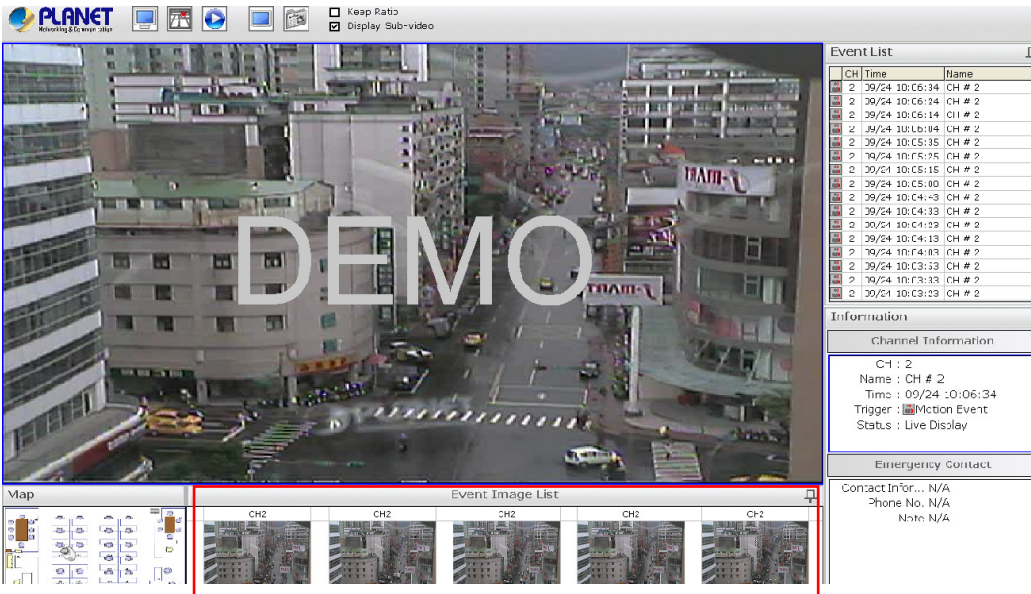 PLANET
Networking & Communication
Keep Ratio
Display Sub-video
DEMO
Event List
CH Time Name
2 09/24 10:06:34 CH # 2
2 09/24 10:06:24 CH # 2
2 09/24 10:06:14 CH # 2
2 09/24 10:06:04 CH # 2
2 09/24 10:05:35 CH # 2
2 09/24 10:05:25 CH # 2
2 09/24 10:05:15 CH # 2
2 09/24 10:05:00 CH # 2
2 09/24 10:04:43 CH # 2
2 09/24 10:04:33 CH # 2
2 09/24 10:04:23 CH # 2
2 09/24 10:04:13 CH # 2
2 09/24 10:04:03 CH # 2
2 09/24 10:03:53 CH # 2
2 09/24 10:03:33 CH # 2
2 09/24 10:03:23 CH # 2
Information
Channel Information
CH : 2
Name : CH # 2
Time : 09/24 10:06:34
Trigger : Motion Event
Status : Live Display
Emergency Contact
Contact Infor... N/A
Phone No. N/A
Note N/A
Map
Event Image List
CH2 CH2 CH2 CH2 CH2